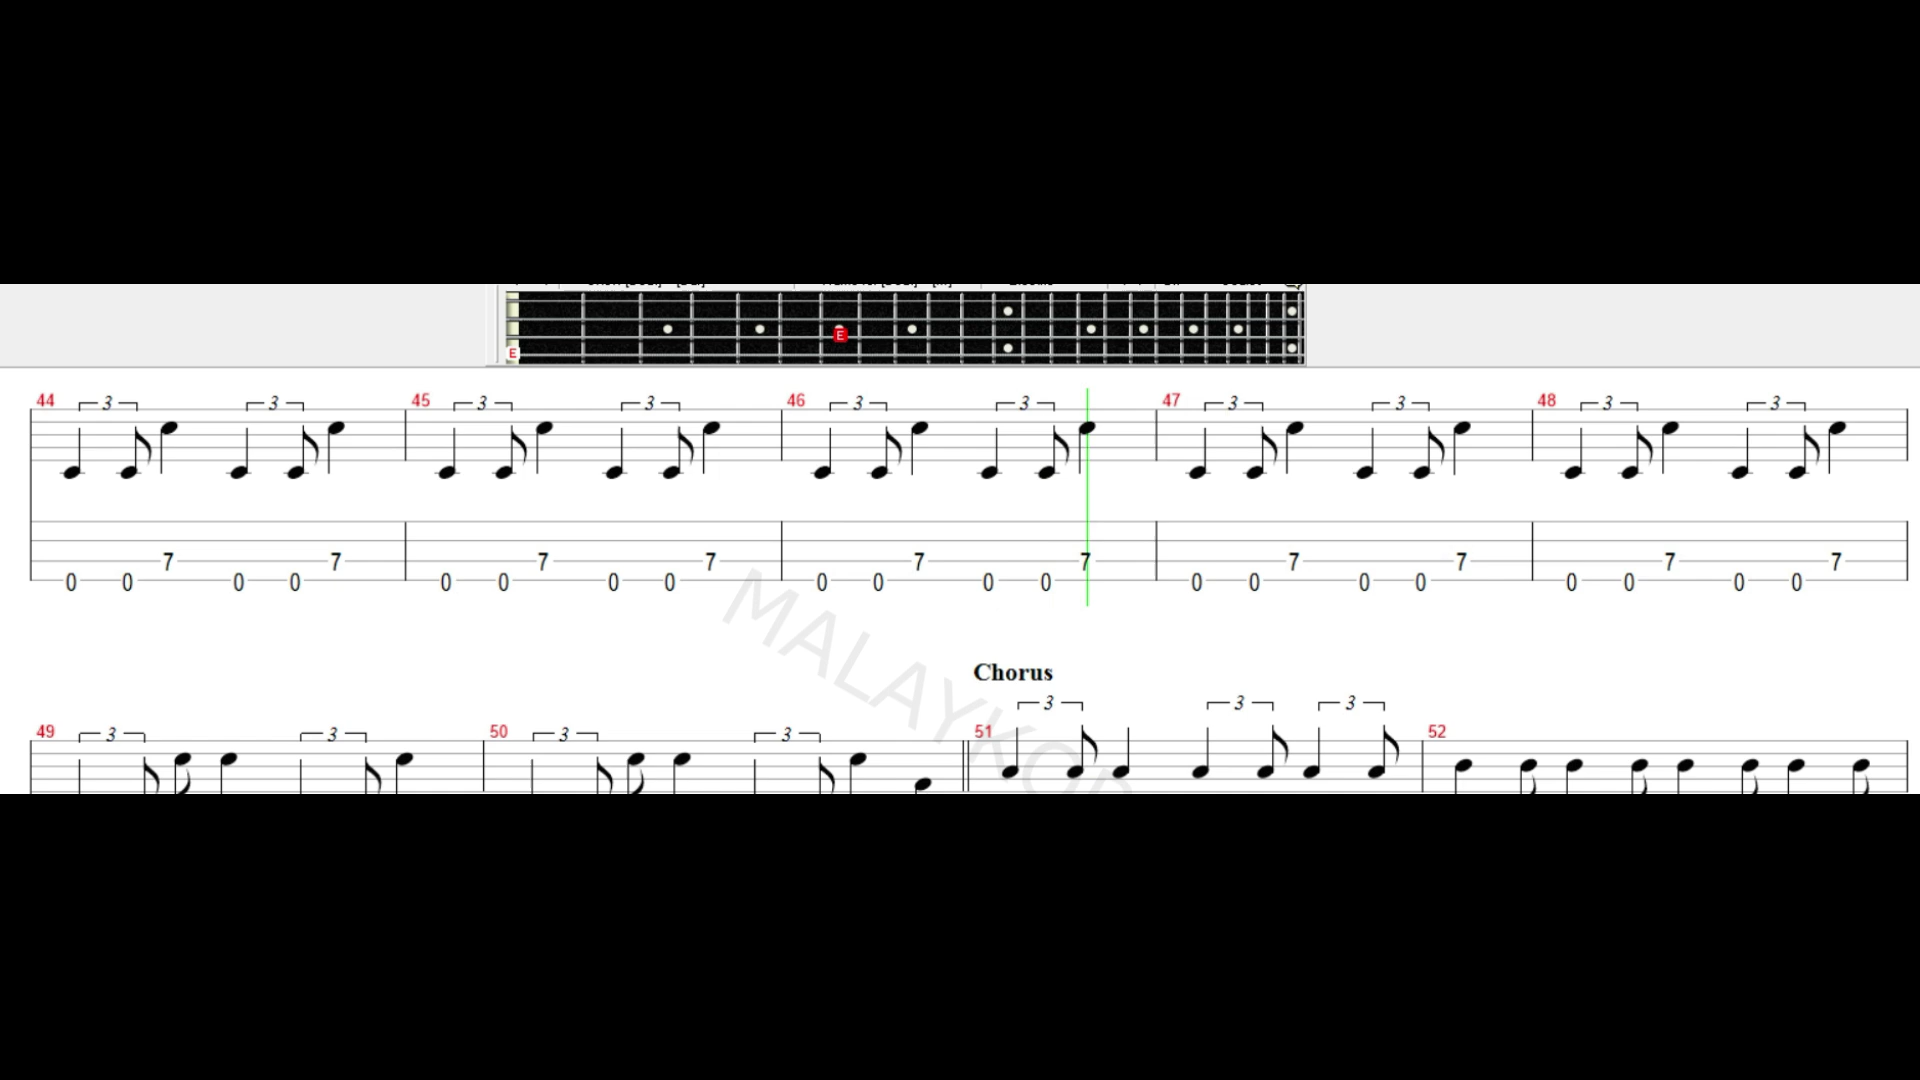 E
E
44 3 3 45 3 3 46 3 3 47 3 3 48 3 3
7 7 7 7 7 7 7 7 7 7
0 0 0 0 0 0 0 0 0 0 0 0 0 0 0 0 0 0 0 0
Chorus
3 3 3
49 3 3 50 3 3 51 52